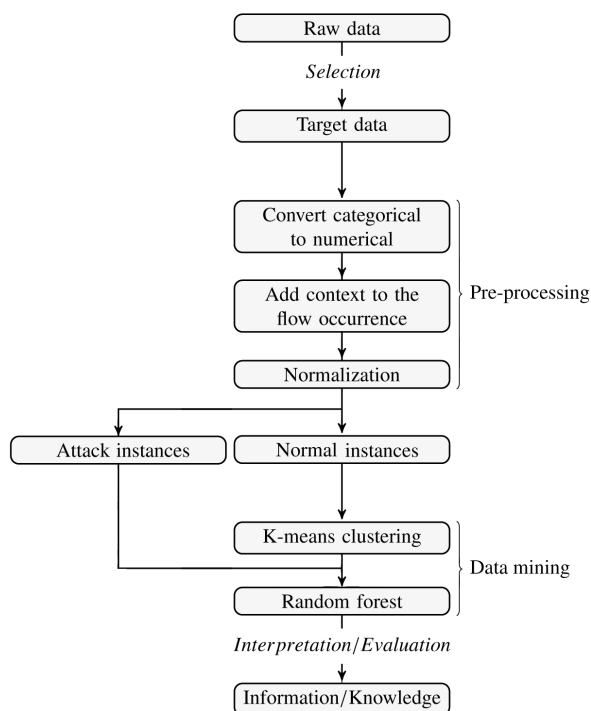 Raw data
Selection
Target data
Convert categorical
to numerical
Add context to the
flow occurrence
Pre-processing
Normalization
Attack instances
Normal instances
K-means clustering
Data mining
Random forest
Interpretation/Evaluation
Information/Knowledge